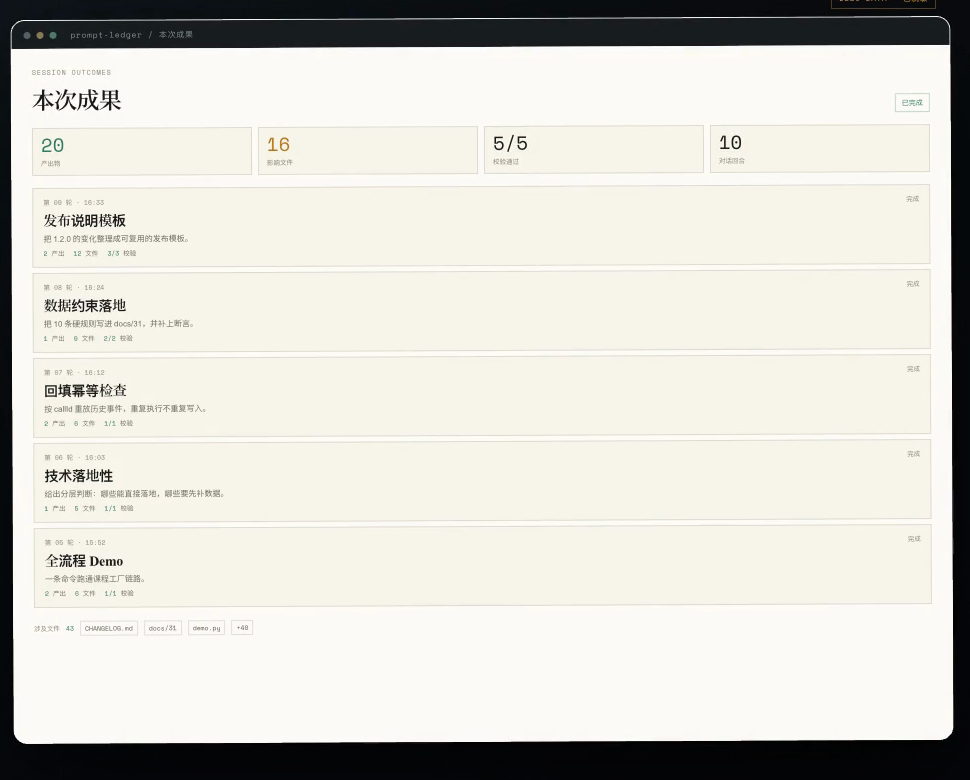 prompt-ledger / 本次成果
SESSION OUTCOMES
本次成果
已完成
20
产出物
16
影响文件
5/5
校验通过
10
对话回合
第 09 轮 · 16:33
完成
发布说明模板
把 1.2.0 的变化整理成可复用的发布模板。
2 产出 12 文件 3/3 校验
第 08 轮 · 16:24
完成
数据约束落地
把 10 条硬规则写进 docs/31，并补上断言。
1 产出 9 文件 2/2 校验
第 07 轮 · 16:12
完成
回填幂等检查
按 callId 重放历史事件，重复执行不重复写入。
2 产出 6 文件 1/1 校验
第 06 轮 · 16:03
完成
技术落地性
给出分层判断：哪些能直接落地，哪些要先补数据。
1 产出 5 文件 1/1 校验
第 05 轮 · 15:52
完成
全流程 Demo
一条命令跑通课程工厂链路。
2 产出 6 文件 1/1 校验
涉及文件 43 CHANGELOG.md docs/31 demo.py +40